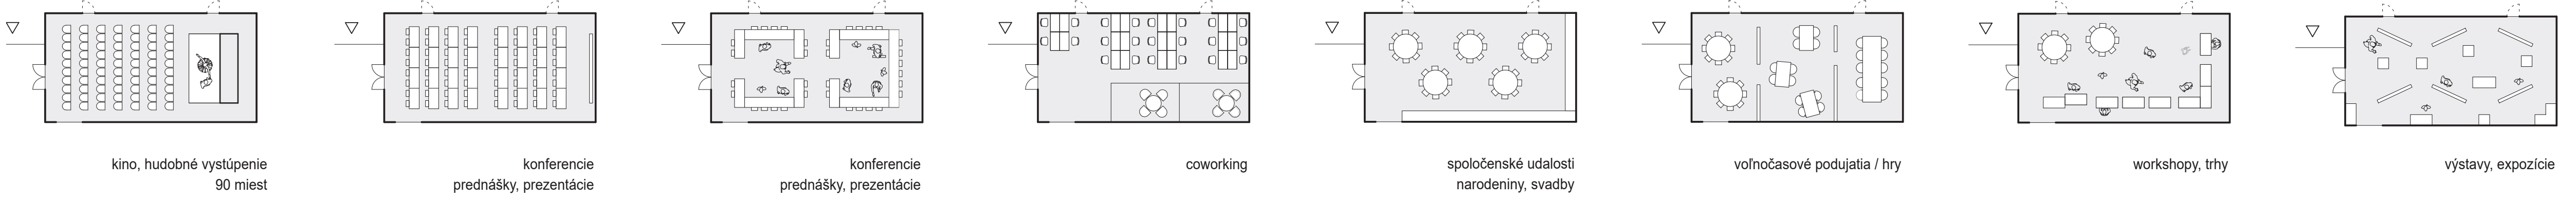 kino, hudobné vystúpenie
90 miest
konferencie
prednášky, prezentácie
konferencie
prednášky, prezentácie
coworking
spoločenské udalosti
narodeniny, svadby
voľnočasové podujatia / hry
workshopy, trhy
výstavy, expozície